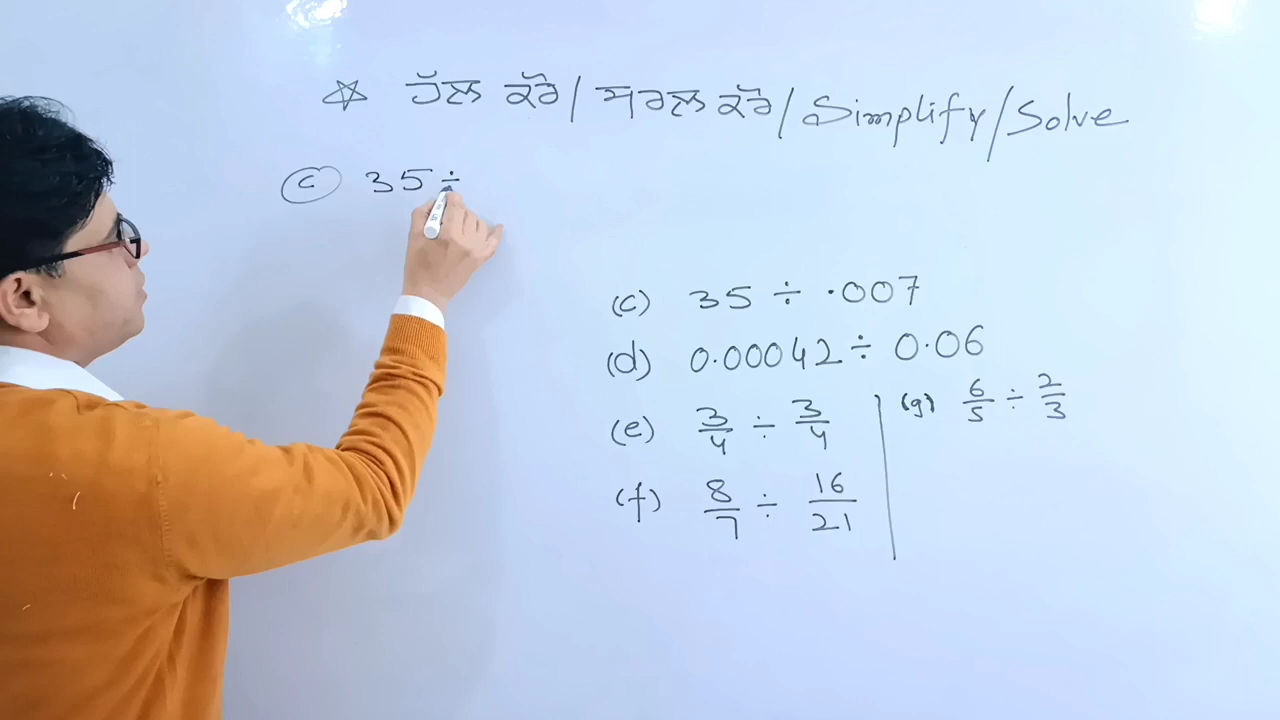 ☆ ਹੱਲ ਕਰੋ / ਸਰਲ ਕਰੋ / Simplify / Solve
c 35 ÷
(c) 35 ÷ .007
(d) 0.00042 ÷ 0.06
(e) 3/4 ÷ 3/4
(f) 8/7 ÷ 16/21
(g) 6/5 ÷ 2/3